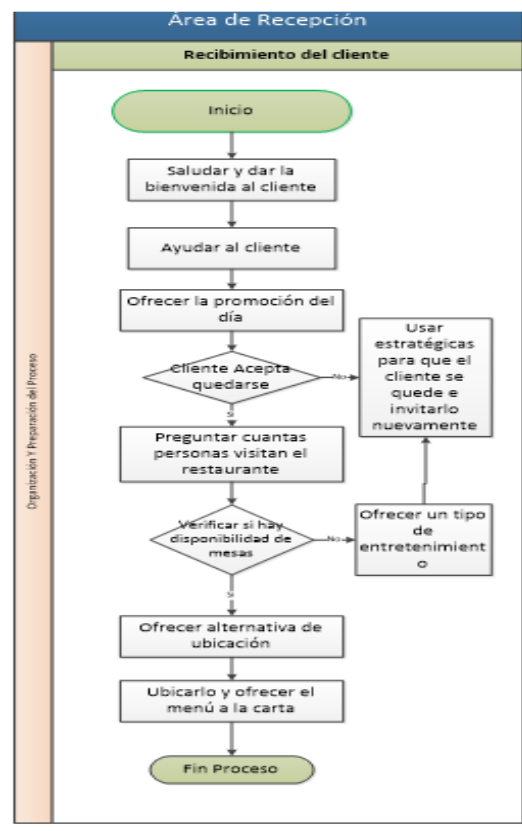 Área de Recepción
Recibimiento del cliente
Organización Y Preparación del Proceso
Inicio
Saludar y dar la
bienvenida al cliente
Ayudar al cliente
Ofrecer la promoción del
día
Cliente Acepta
quedarse
No
Usar
estratégicas
para que el
cliente se
quede e
invitarlo
nuevamente
Si
Preguntar cuantas
personas visitan el
restaurante
Verificar si hay
disponibilidad de
mesas
No
Ofrecer un tipo
de
entretenimient
o
Si
Ofrecer alternativa de
ubicación
Ubicarlo y ofrecer el
menú a la carta
Fin Proceso